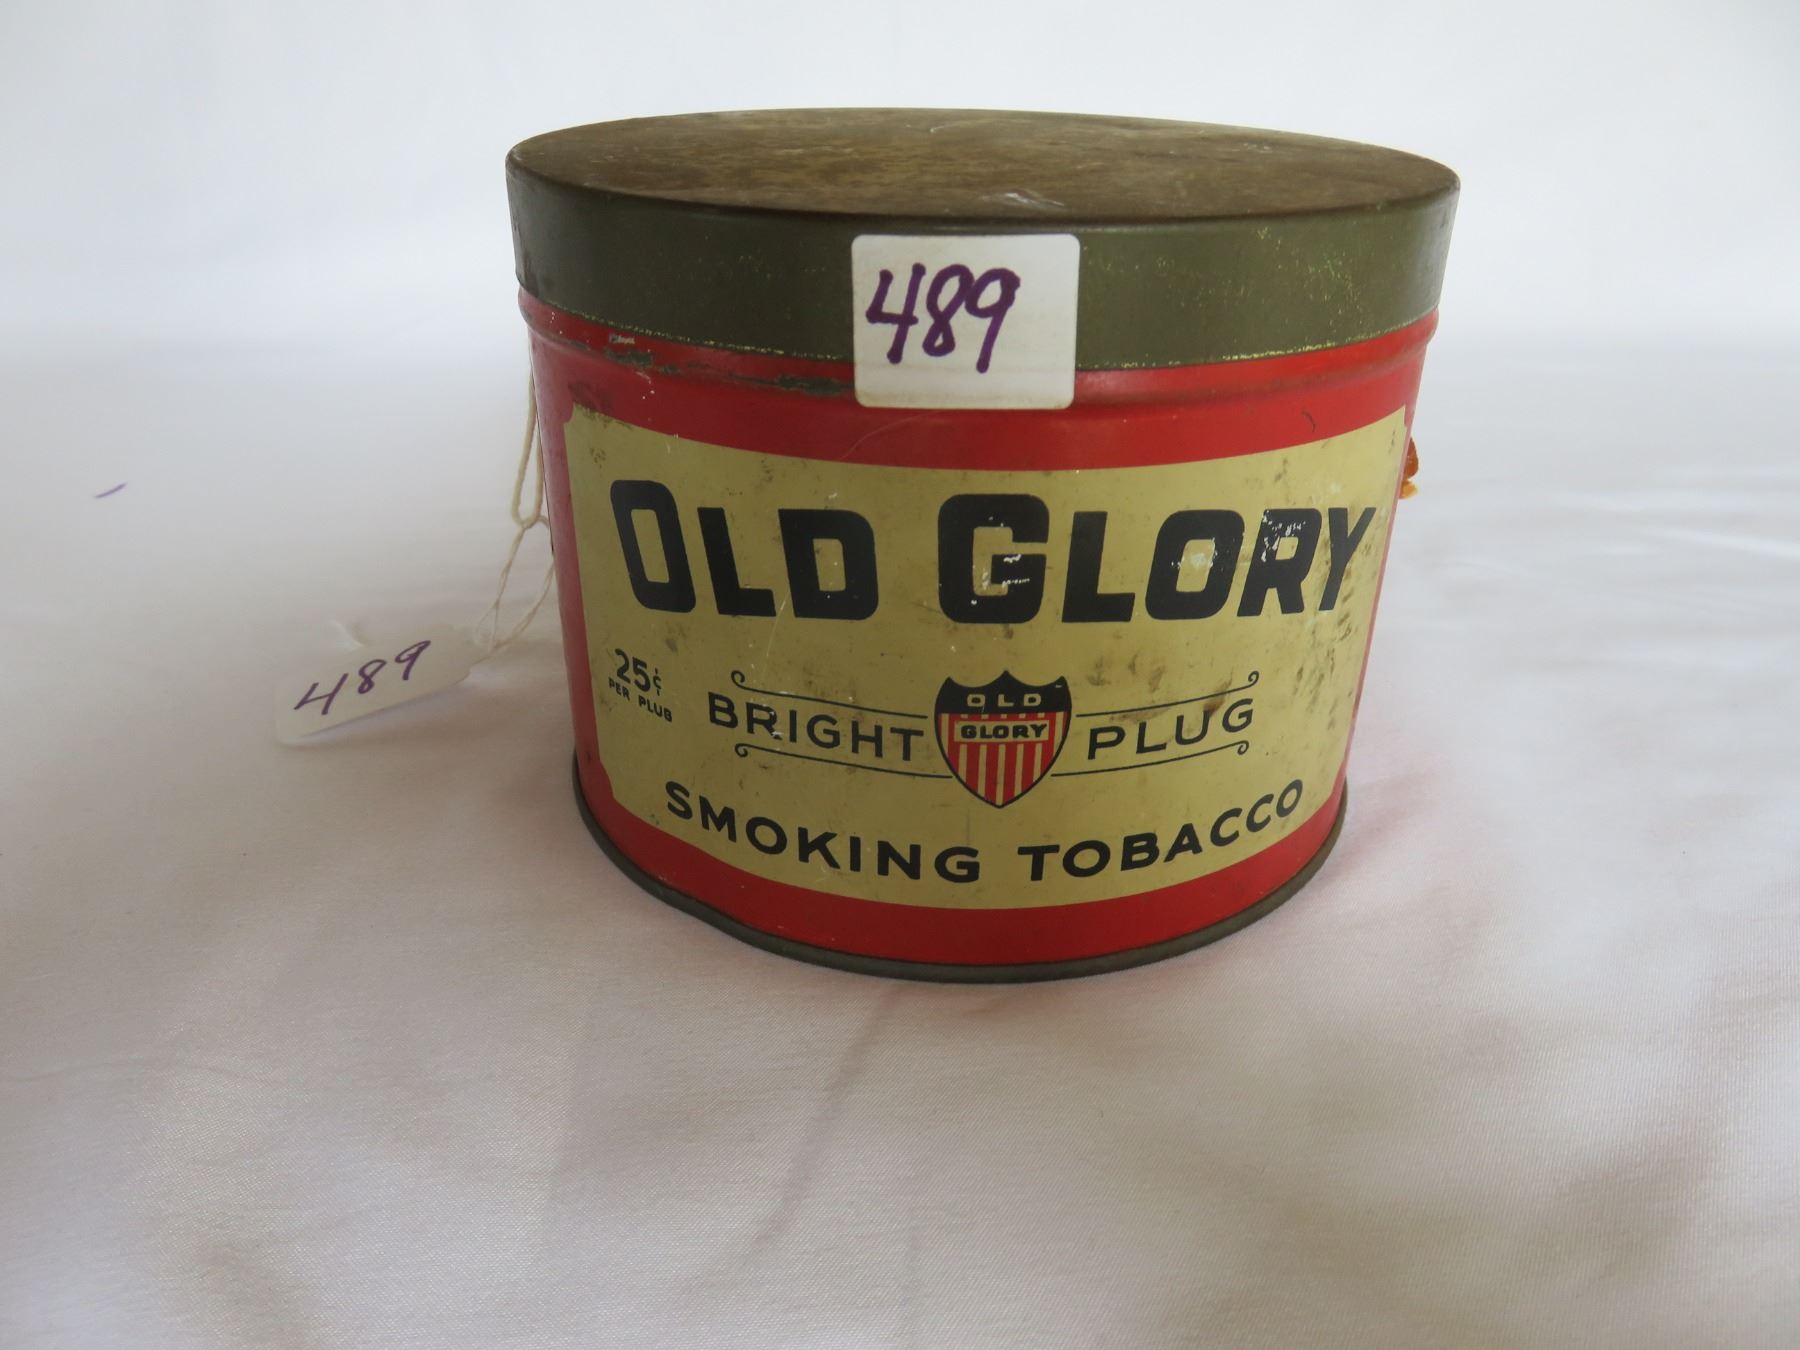 489
OLD GLORY
25¢
PER PLUG
BRIGHT PLUG
OLD
GLORY
SMOKING TOBACCO
489